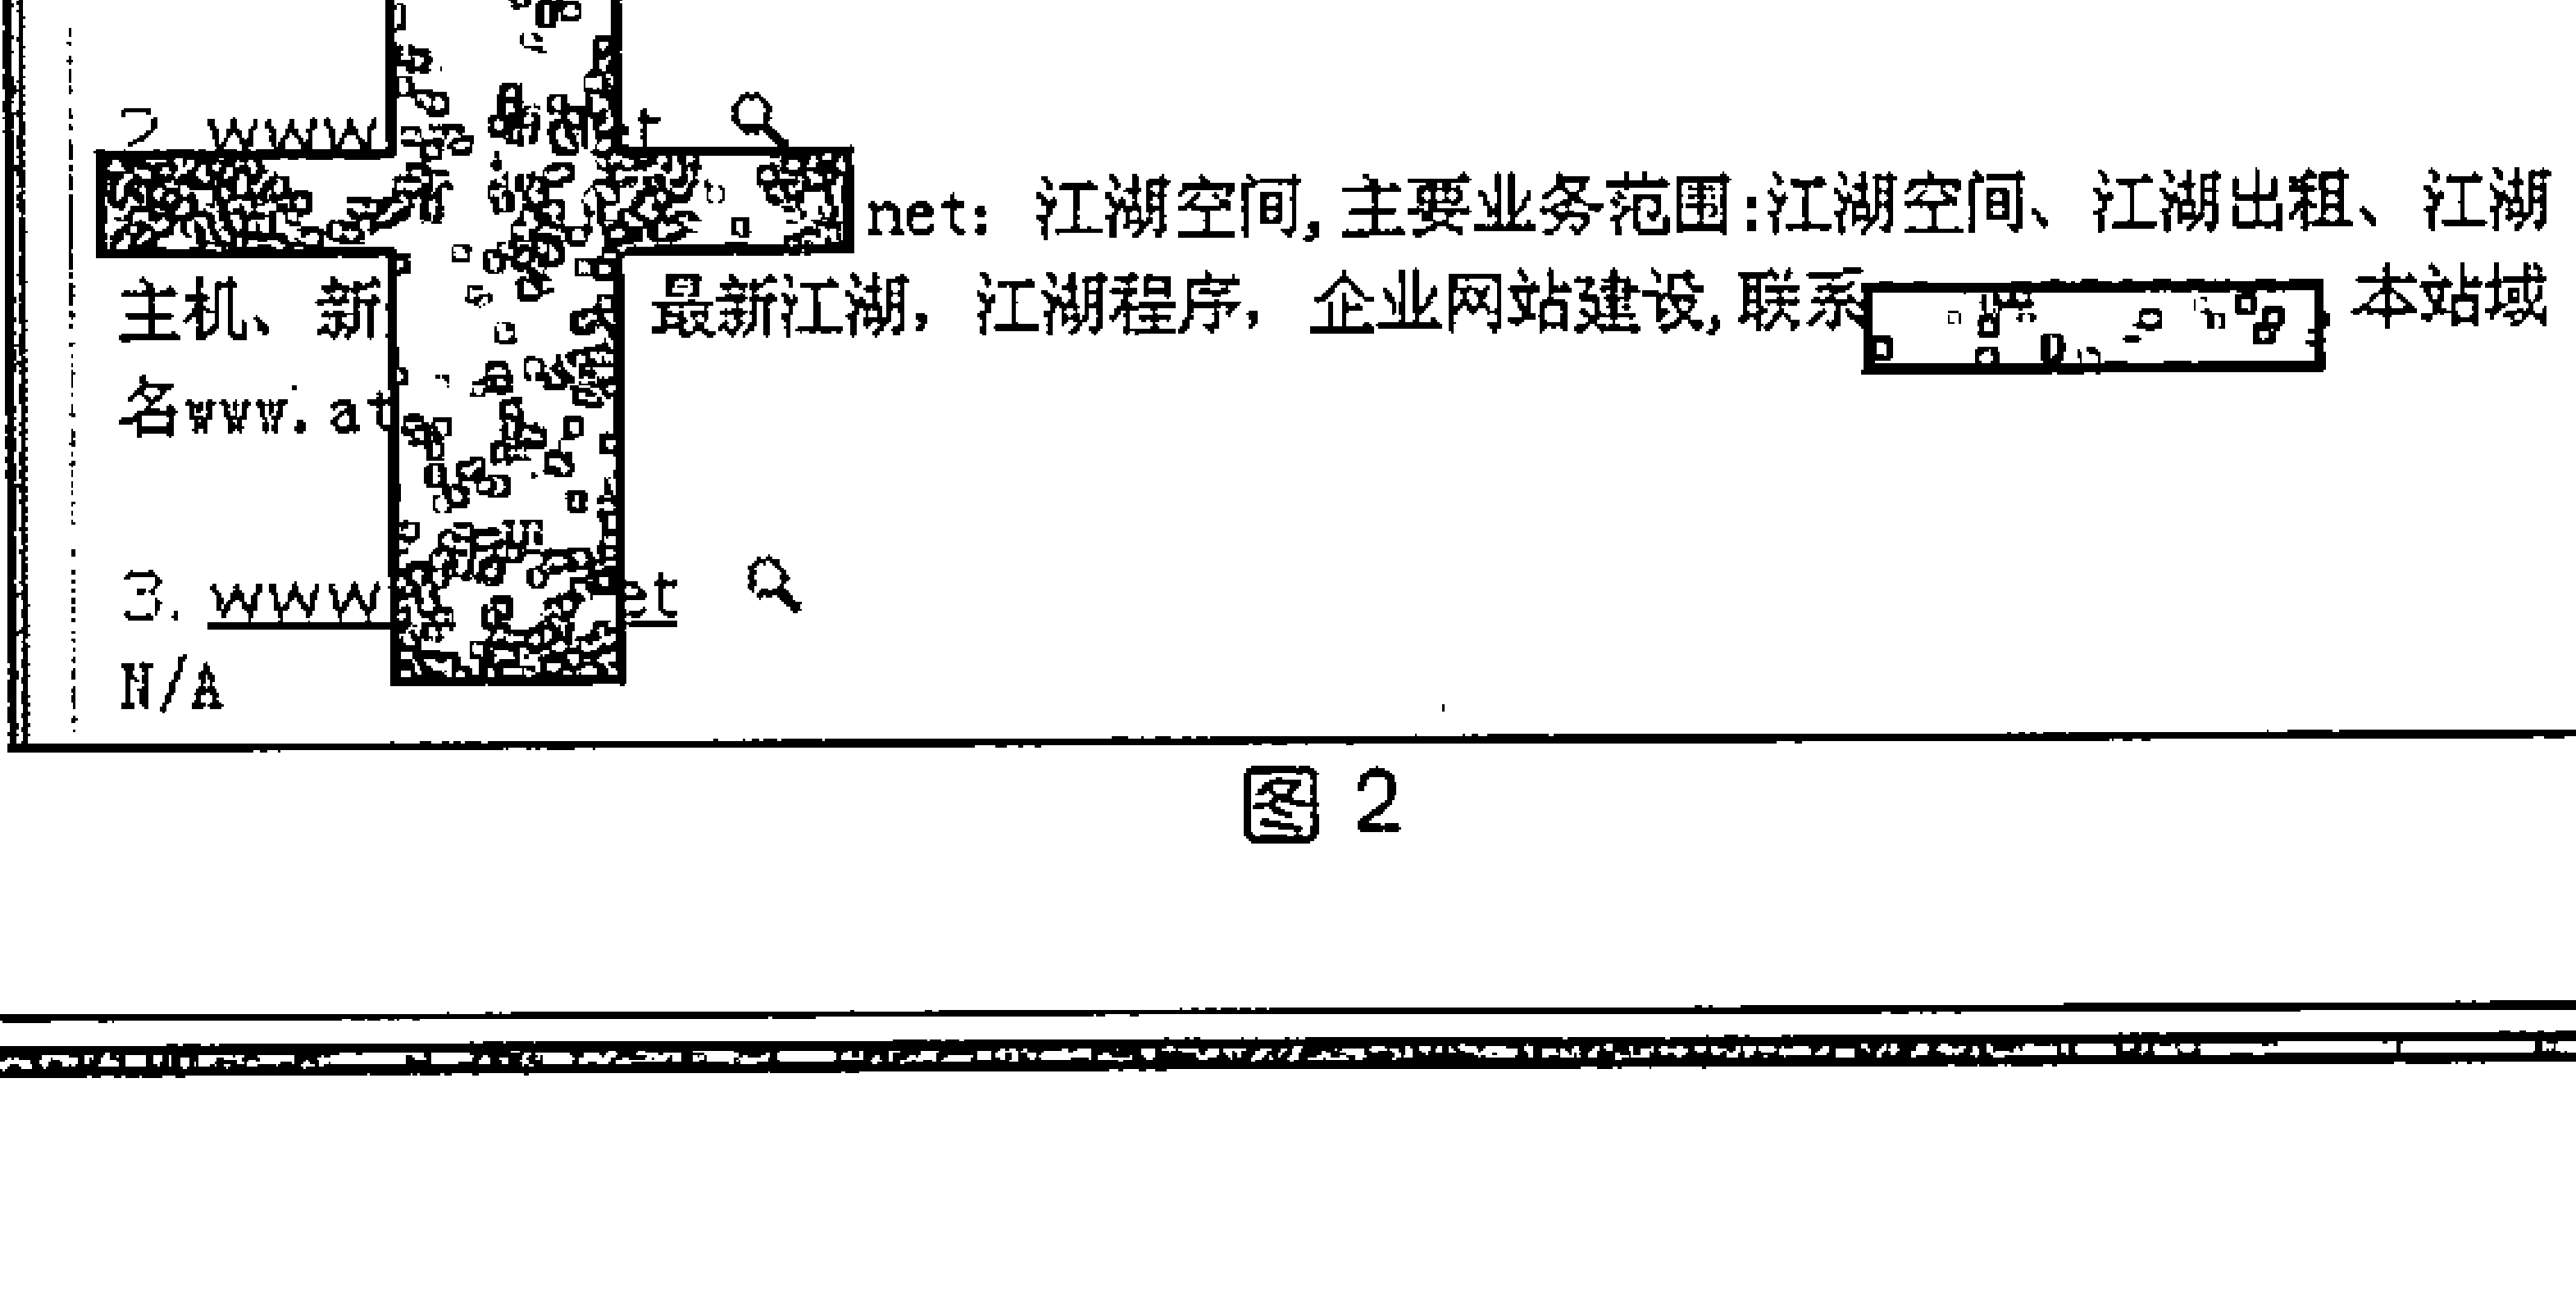 2. www et
net: 江湖空间,主要业务范围:江湖空间、江湖出租、江湖
主机、新 最新江湖，江湖程序，企业网站建设,联系 本站域
名www.at
3. www et
N/A
图 2